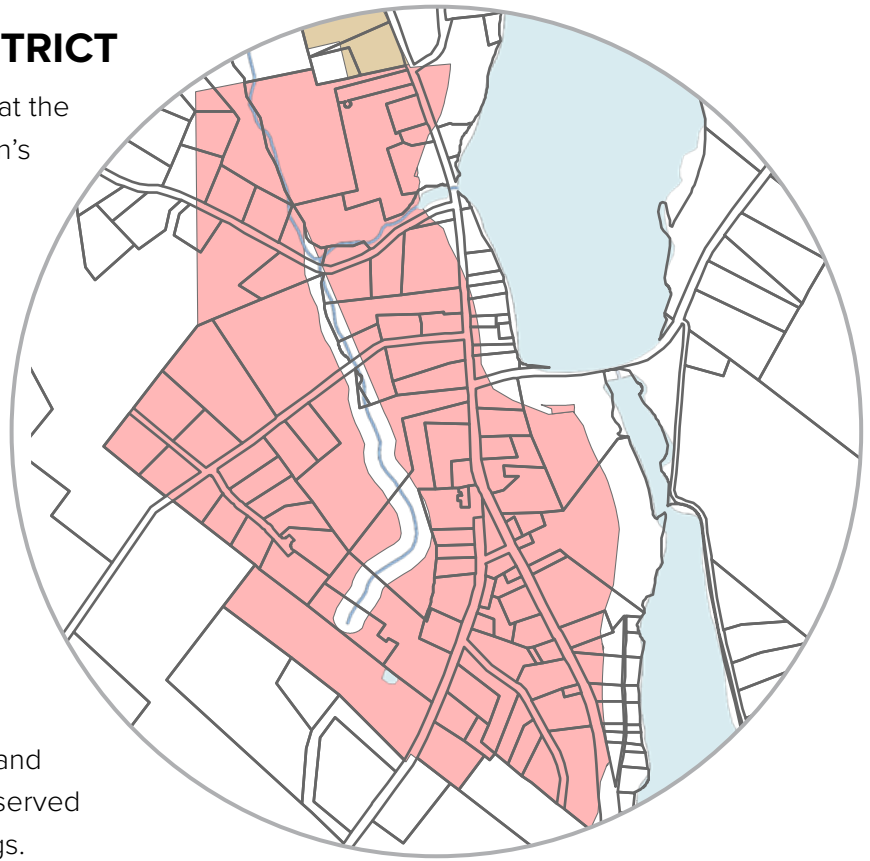 TRICT
at the
n's
and
served
gs.